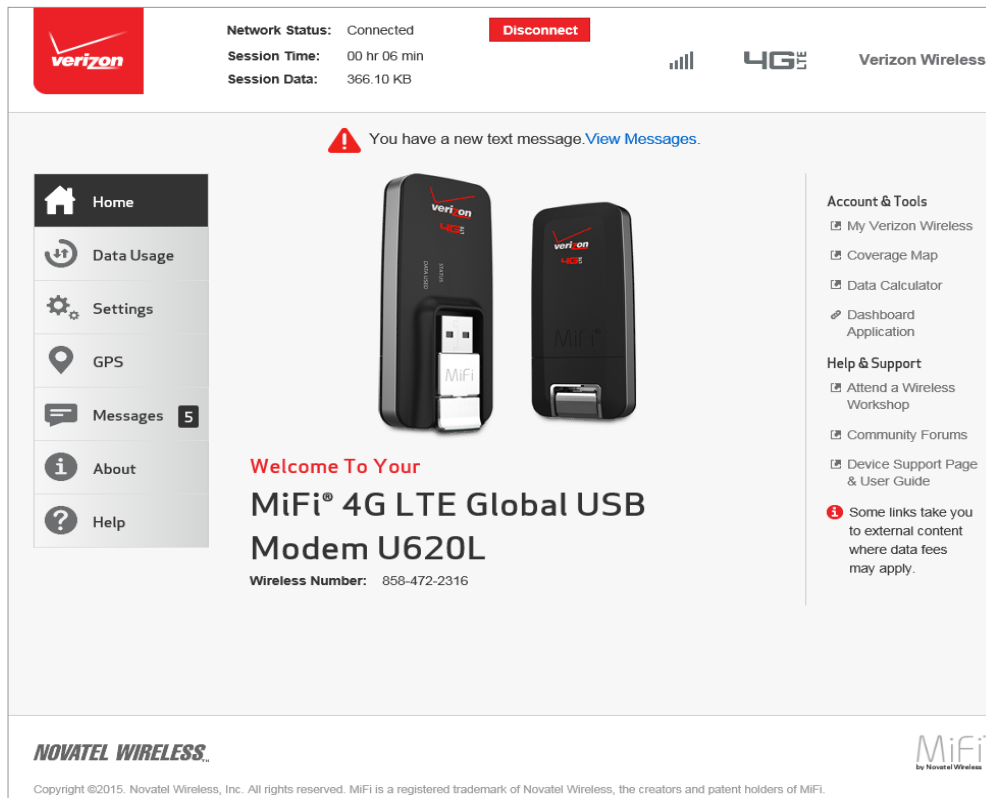 verizon
Network Status: Connected
Disconnect
Session Time: 00 hr 06 min
Session Data: 366.10 KB
4G LTE
Verizon Wireless
You have a new text message.View Messages.
Home
Data Usage
Settings
GPS
Messages 5
About
Help
verizon
4G LTE
STATUS
DATA USED
MiFi
verizon
4G LTE
MiFi®
Welcome To Your
MiFi® 4G LTE Global USB
Modem U620L
Wireless Number: 858-472-2316
Account & Tools
My Verizon Wireless
Coverage Map
Data Calculator
Dashboard
Application
Help & Support
Attend a Wireless
Workshop
Community Forums
Device Support Page
& User Guide
Some links take you
to external content
where data fees
may apply.
NOVATEL WIRELESS™
MiFi
by Novatel Wireless
Copyright ©2015. Novatel Wireless, Inc. All rights reserved. MiFi is a registered trademark of Novatel Wireless, the creators and patent holders of MiFi.